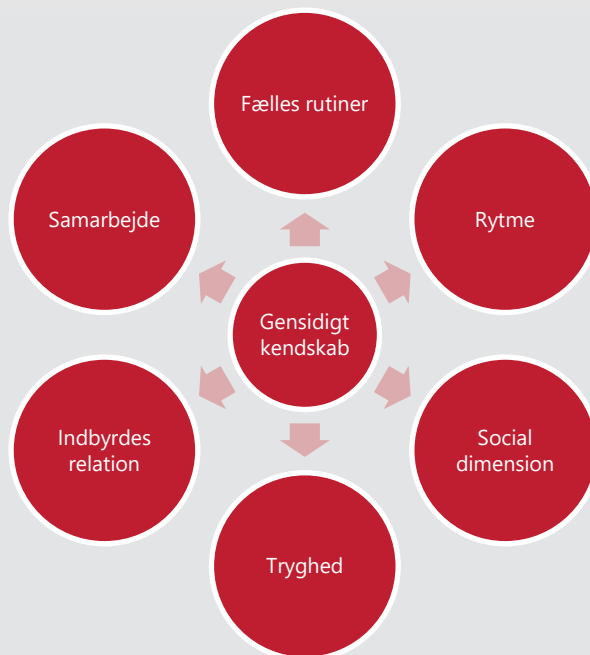 Fælles rutiner
Samarbejde
Rytme
Gensidigt
kendskab
Indbyrdes
relation
Social
dimension
Tryghed